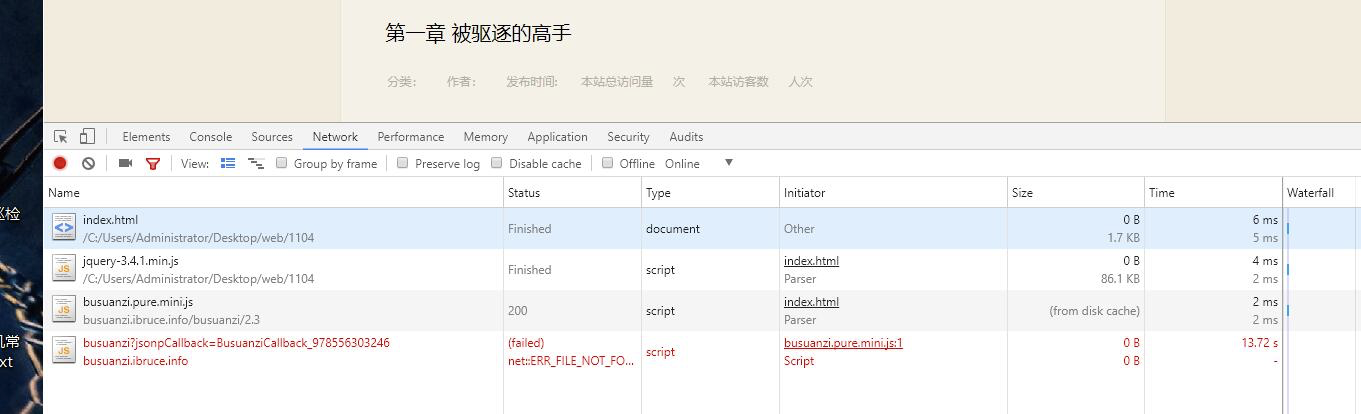 第一章 被驱逐的高手
分类: 作者: 发布时间: 本站总访问量 次 本站访客数 人次
Elements Console Sources Network Performance Memory Application Security Audits
View: Group by frame Preserve log Disable cache Offline Online
Name Status Type Initiator Size Time Waterfall
index.html Finished document Other 0 B 6 ms
/C:/Users/Administrator/Desktop/web/1104 1.7 KB 5 ms
jquery-3.4.1.min.js Finished script index.html 0 B 4 ms
/C:/Users/Administrator/Desktop/web/1104 Parser 86.1 KB 2 ms
busuanzi.pure.mini.js 200 script index.html (from disk cache) 2 ms
busuanzi.ibruce.info/busuanzi/2.3 Parser 2 ms
busuanzi?jsonpCallback=BusuanziCallback_978556303246 (failed) script busuanzi.pure.mini.js:1 0 B 13.72 s
busuanzi.ibruce.info net::ERR_FILE_NOT_FO... Script 0 B -
检
常
xt